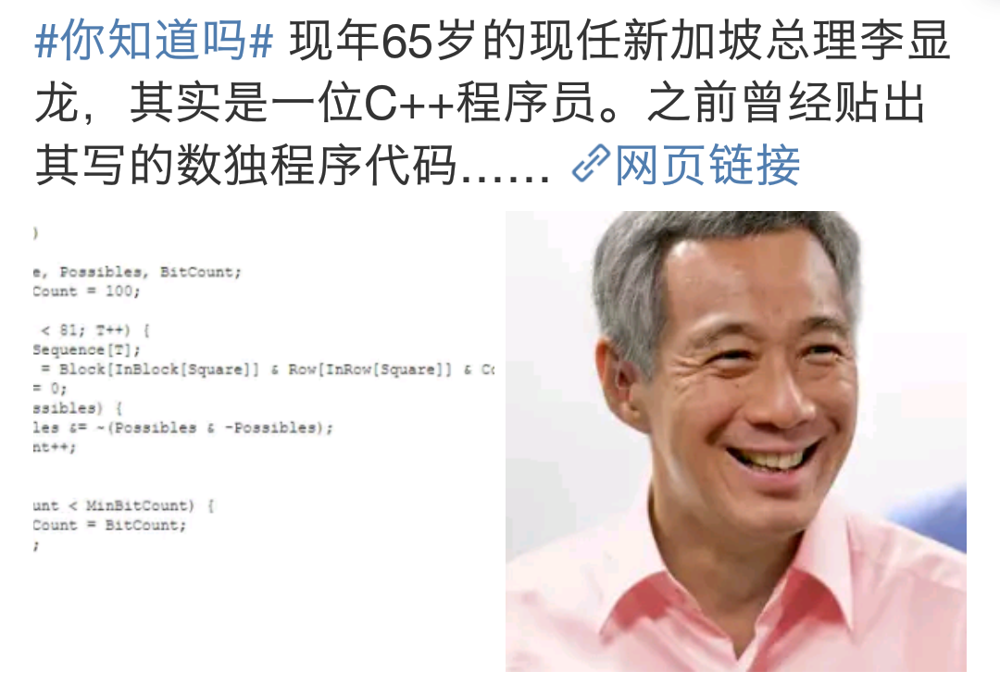 #你知道吗# 现年65岁的现任新加坡总理李显
龙，其实是一位C++程序员。之前曾经贴出
其写的数独程序代码…… 网页链接
)
e, Possibles, BitCount;
Count = 100;
< 81; T++) {
Sequence[T];
= Block[InBlock[Square]] & Row[InRow[Square]] & Co
= 0;
ssibles) {
les &= ~(Possibles & -Possibles);
nt++;
unt < MinBitCount) {
Count = BitCount;
;